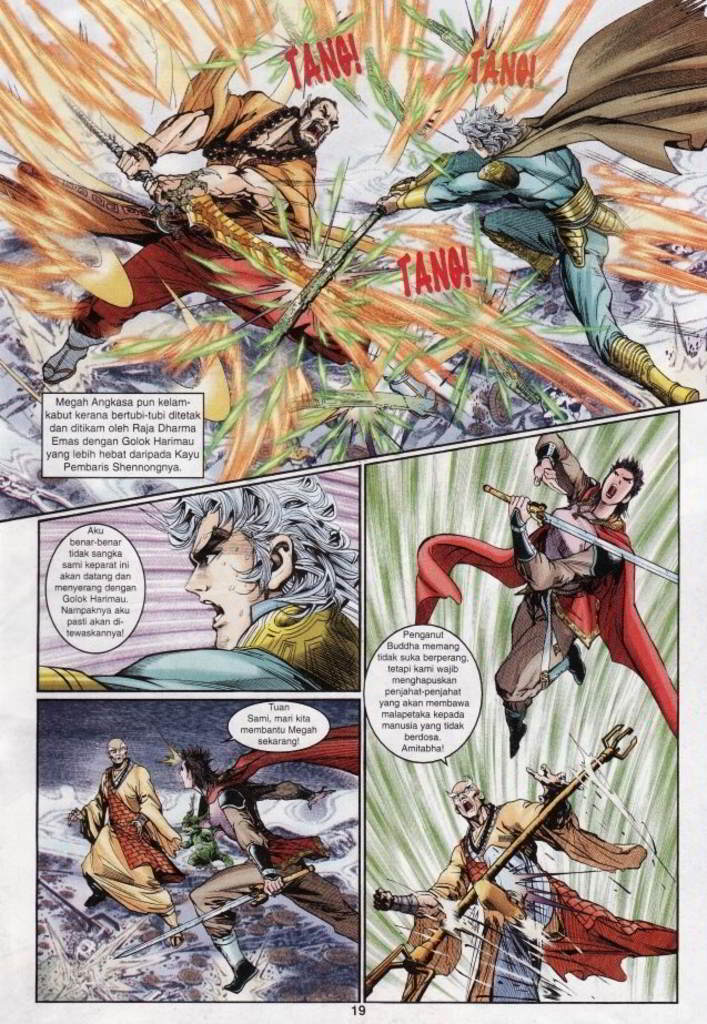 TANG!
TANG!
TANG!
Megah Angkasa pun kelam-
kabut kerana bertubi-tubi ditetak
dan ditikam oleh Raja Dharma
Emas dengan Golok Harimau
yang lebih hebat daripada Kayu
Pembaris Shennongnya.
Aku
benar-benar
tidak sangka
si keparat ini
akan datang dan
menyerang dengan
Golok Harimau.
Nampaknya aku
pasti akan di-
tewaskannya!
Tuan
Sami, mari kita
membantu Megah
sekarang!
Penganut
Buddha memang
tidak suka berperang,
tetapi kami wajib
menghapuskan
penjahat-penjahat
yang akan membawa
malapetaka kepada
manusia yang tidak
berdosa.
Amitabha!
19